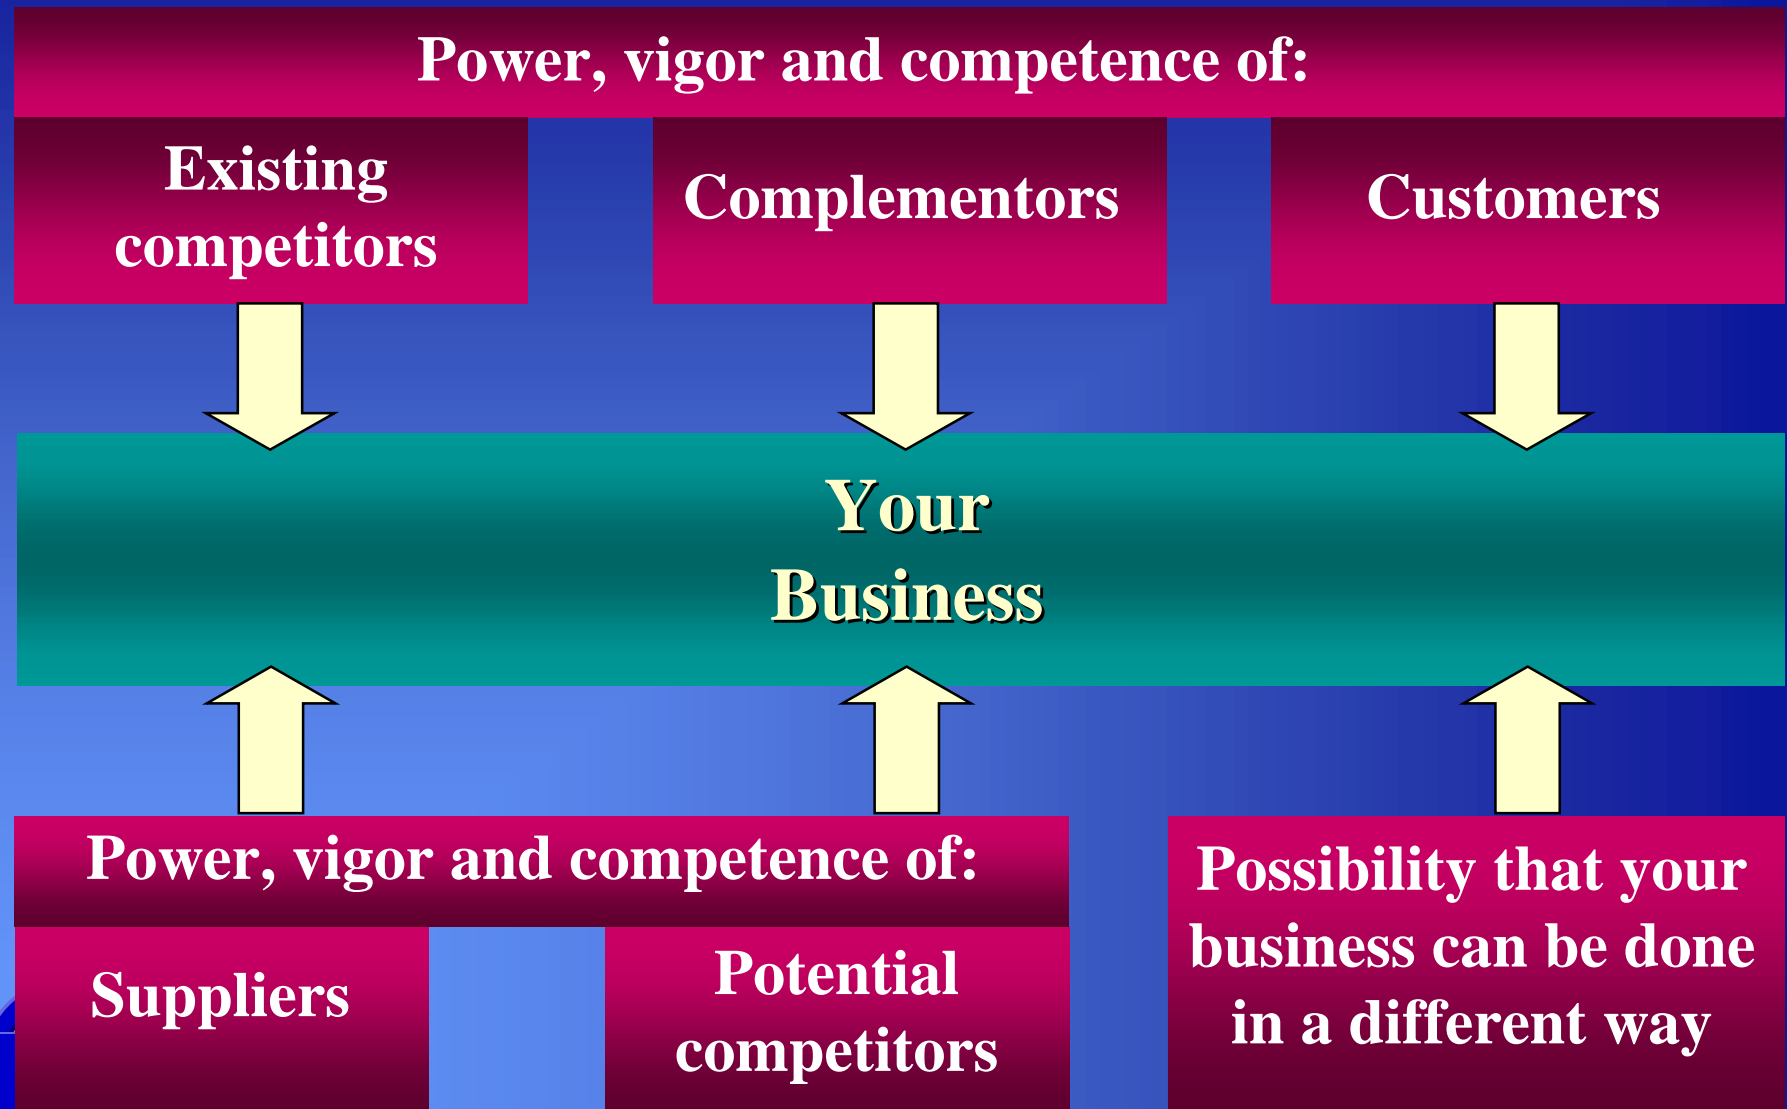 Power, vigor and competence of:
Existing
competitors
Complementors
Customers
Your
Business
Power, vigor and competence of:
Suppliers
Potential
competitors
Possibility that your
business can be done
in a different way